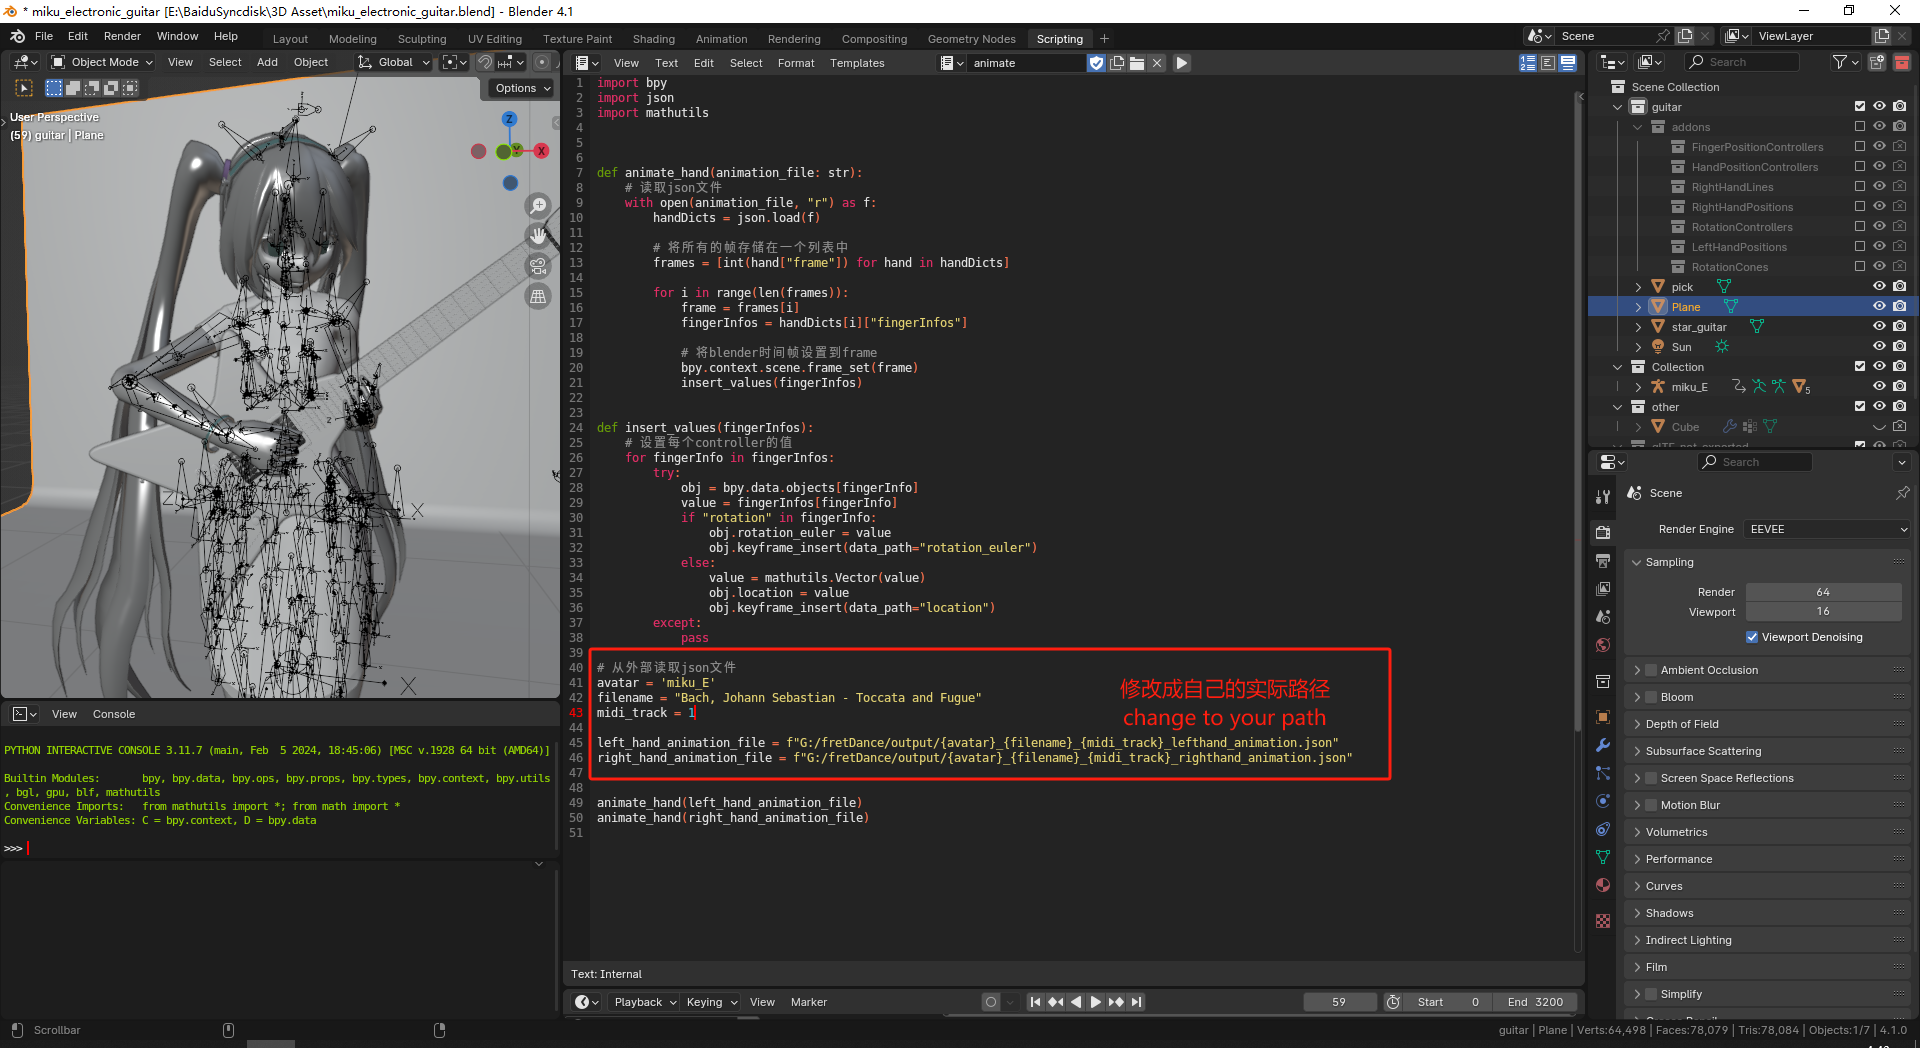 * miku_electronic_guitar [E:\BaiduSyncdisk\3D Asset\miku_electronic_guitar.blend] - Blender 4.1
File Edit Render Window Help
Layout Modeling Sculpting UV Editing Texture Paint Shading Animation Rendering Compositing Geometry Nodes Scripting +
Scene
ViewLayer
Object Mode View Select Add Object Global
Options
User Perspective
(59) guitar | Plane
Z
Y
X
View Text Edit Select Format Templates animate
1 import bpy
2 import json
3 import mathutils
4
5
6
7 def animate_hand(animation_file: str):
8 # 读取json文件
9 with open(animation_file, "r") as f:
10 handDicts = json.load(f)
11
12 # 将所有的帧存储在一个列表中
13 frames = [int(hand["frame"]) for hand in handDicts]
14
15 for i in range(len(frames)):
16 frame = frames[i]
17 fingerInfos = handDicts[i]["fingerInfos"]
18
19 # 将blender时间帧设置到frame
20 bpy.context.scene.frame_set(frame)
21 insert_values(fingerInfos)
22
23
24 def insert_values(fingerInfos):
25 # 设置每个controller的值
26 for fingerInfo in fingerInfos:
27 try:
28 obj = bpy.data.objects[fingerInfo]
29 value = fingerInfos[fingerInfo]
30 if "rotation" in fingerInfo:
31 obj.rotation_euler = value
32 obj.keyframe_insert(data_path="rotation_euler")
33 else:
34 value = mathutils.Vector(value)
35 obj.location = value
36 obj.keyframe_insert(data_path="location")
37 except:
38 pass
39
40 # 从外部读取json文件
41 avatar = 'miku_E'
42 filename = "Bach, Johann Sebastian - Toccata and Fugue"
43 midi_track = 1
44
45 left_hand_animation_file = f"G:/fretDance/output/{avatar}_{filename}_{midi_track}_lefthand_animation.json"
46 right_hand_animation_file = f"G:/fretDance/output/{avatar}_{filename}_{midi_track}_righthand_animation.json"
47
48
49 animate_hand(left_hand_animation_file)
50 animate_hand(right_hand_animation_file)
51
修改成自己的实际路径
change to your path
Text: Internal
Playback Keying View Marker
59
Start 0
End 3200
View Console
PYTHON INTERACTIVE CONSOLE 3.11.7 (main, Feb 5 2024, 18:45:06) [MSC v.1928 64 bit (AMD64)]
Builtin Modules: bpy, bpy.data, bpy.ops, bpy.props, bpy.types, bpy.context, bpy.utils
, bgl, gpu, blf, mathutils
Convenience Imports: from mathutils import *; from math import *
Convenience Variables: C = bpy.context, D = bpy.data
>>>
Search
Scene Collection
guitar
addons
FingerPositionControllers
HandPositionControllers
RightHandLines
RightHandPositions
RotationControllers
LeftHandPositions
RotationCones
pick
Plane
star_guitar
Sun
Collection
miku_E 5
other
Cube
Search
Scene
Render Engine EEVEE
Sampling
Render 64
Viewport 16
Viewport Denoising
Ambient Occlusion
Bloom
Depth of Field
Subsurface Scattering
Screen Space Reflections
Motion Blur
Volumetrics
Performance
Curves
Shadows
Indirect Lighting
Film
Simplify
Scrollbar
guitar | Plane | Verts:64,498 | Faces:78,079 | Tris:78,084 | Objects:1/7 | 4.1.0